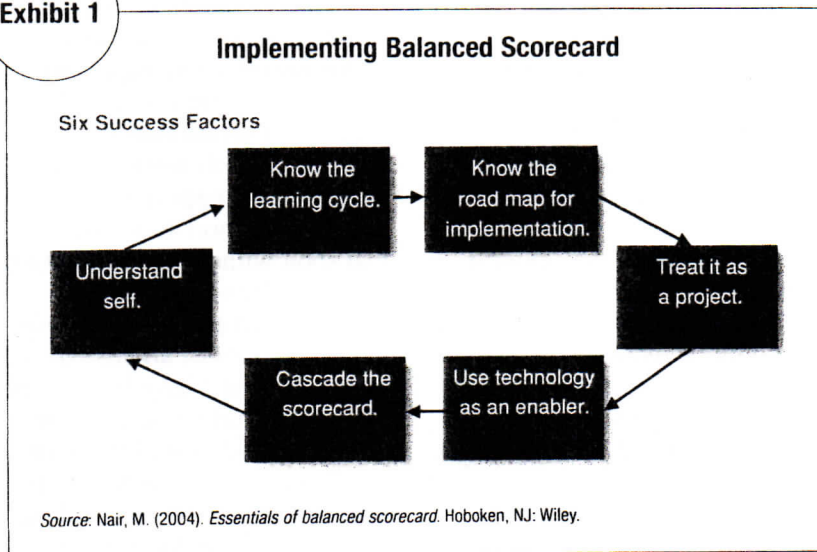 Exhibit 1
Implementing Balanced Scorecard
Six Success Factors
Know the
learning cycle.
Know the
road map for
implementation.
Treat it as
a project.
Use technology
as an enabler.
Cascade the
scorecard.
Understand
self.
Source: Nair, M. (2004). Essentials of balanced scorecard. Hoboken, NJ: Wiley.